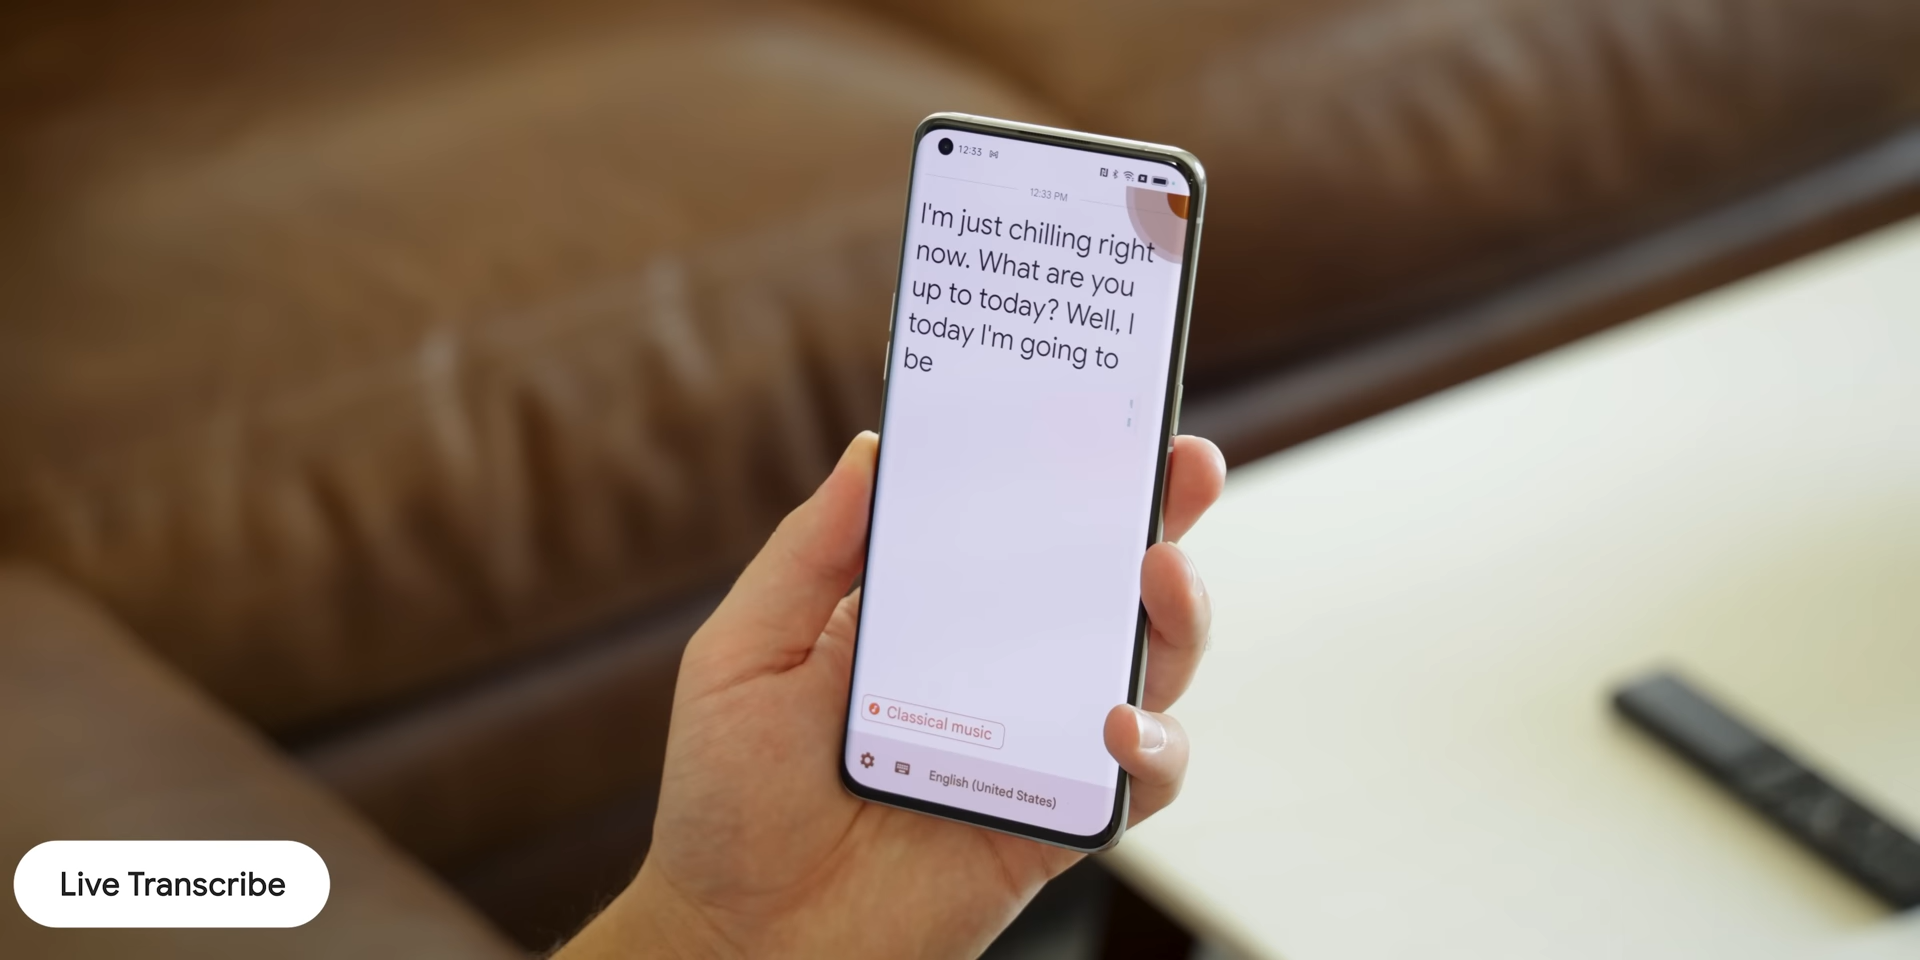 12:33
12:33 PM
I'm just chilling right
now. What are you
up to today? Well, I
today I'm going to
be
Classical music
English (United States)
Live Transcribe